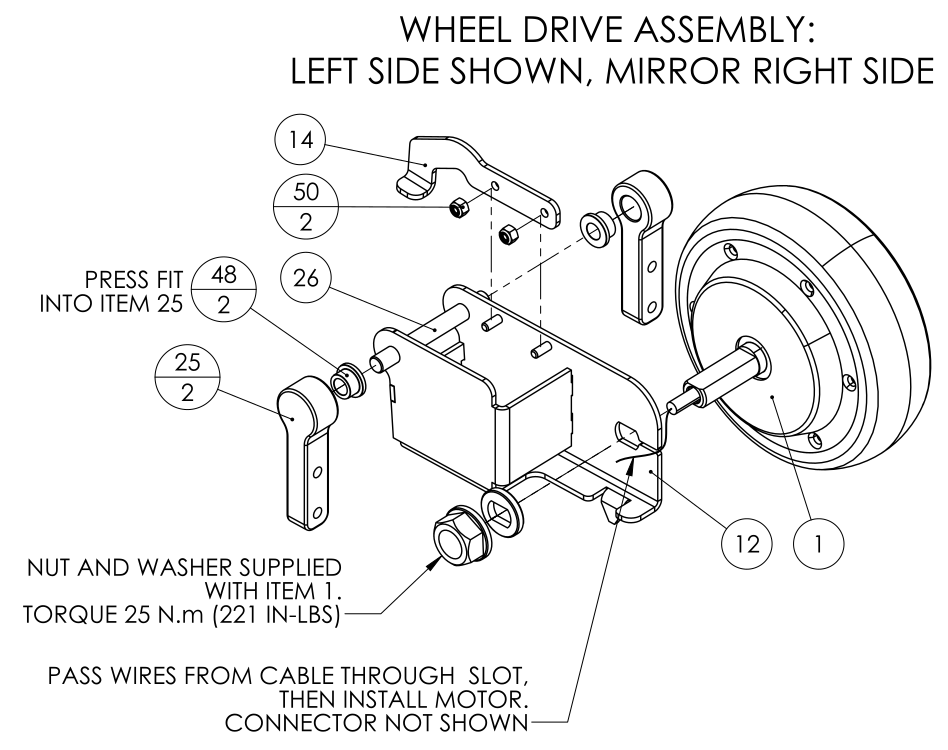 WHEEL DRIVE ASSEMBLY:
LEFT SIDE SHOWN, MIRROR RIGHT SIDE
14
50
2
PRESS FIT
INTO ITEM 25
48
2
26
25
2
12
1
NUT AND WASHER SUPPLIED
WITH ITEM 1.
TORQUE 25 N.m (221 IN-LBS)
PASS WIRES FROM CABLE THROUGH SLOT,
THEN INSTALL MOTOR.
CONNECTOR NOT SHOWN